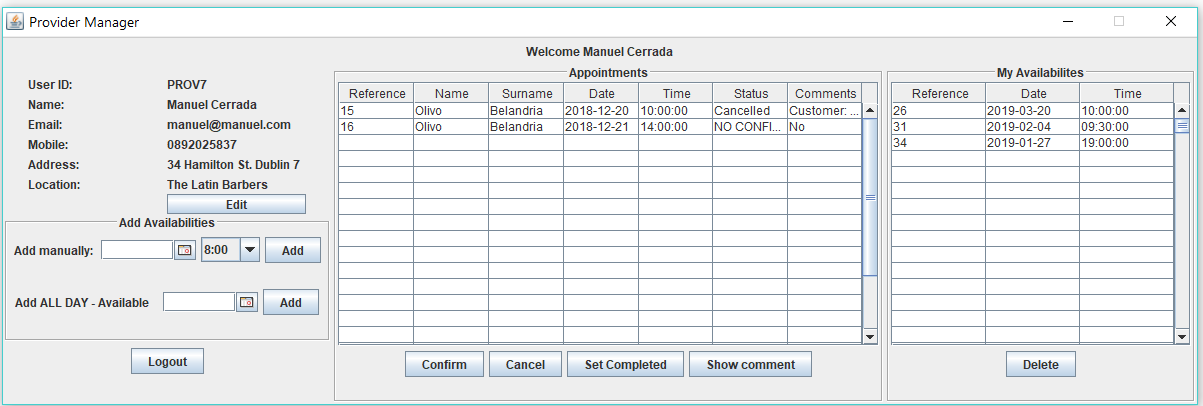 Provider Manager
Welcome Manuel Cerrada
User ID: PROV7
Name: Manuel Cerrada
Email: manuel@manuel.com
Mobile: 0892025837
Address: 34 Hamilton St. Dublin 7
Location: The Latin Barbers
Edit
Add Availabilities
Add manually: 8:00 Add
Add ALL DAY - Available Add
Logout
Appointments
Reference Name Surname Date Time Status Comments
15 Olivo Belandria 2018-12-20 10:00:00 Cancelled Customer: ...
16 Olivo Belandria 2018-12-21 14:00:00 NO CONFI... No
Confirm Cancel Set Completed Show comment
My Availabilites
Reference Date Time
26 2019-03-20 10:00:00
31 2019-02-04 09:30:00
34 2019-01-27 19:00:00
Delete